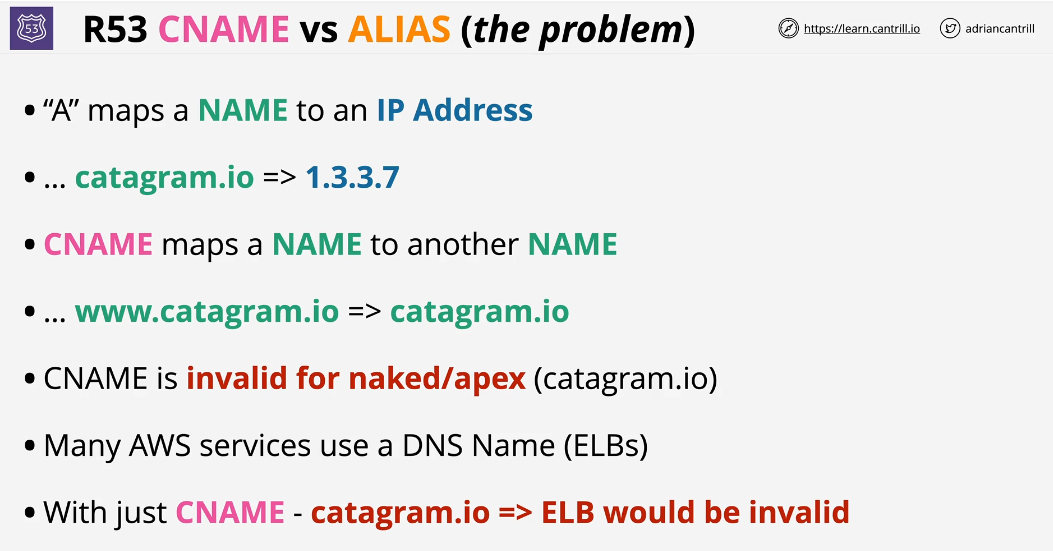 53
R53 CNAME vs ALIAS (the problem)
https://learn.cantrill.io
adriancantrill
• “A” maps a NAME to an IP Address
• ... catagram.io => 1.3.3.7
• CNAME maps a NAME to another NAME
• ... www.catagram.io => catagram.io
• CNAME is invalid for naked/apex (catagram.io)
• Many AWS services use a DNS Name (ELBs)
• With just CNAME - catagram.io => ELB would be invalid